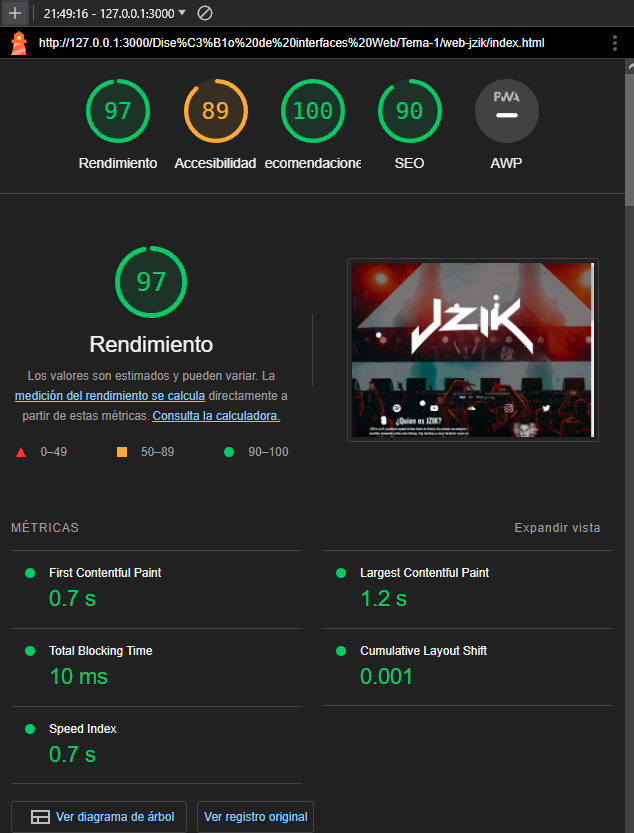 21:49:16 - 127.0.0.1:3000
http://127.0.0.1:3000/Dise%C3%B1o%20de%20interfaces%20Web/Tema-1/web-jzik/index.html
97 89 100 90 PWA
Rendimiento Accesibilidad ecomendacione SEO AWP
97
Rendimiento
Los valores son estimados y pueden variar. La
medición del rendimiento se calcula directamente a
partir de estas métricas. Consulta la calculadora.
0–49 50–89 90–100
JZIK
¿Quien es JZIK?
MÉTRICAS Expandir vista
First Contentful Paint
0.7 s
Largest Contentful Paint
1.2 s
Total Blocking Time
10 ms
Cumulative Layout Shift
0.001
Speed Index
0.7 s
Ver diagrama de árbol Ver registro original